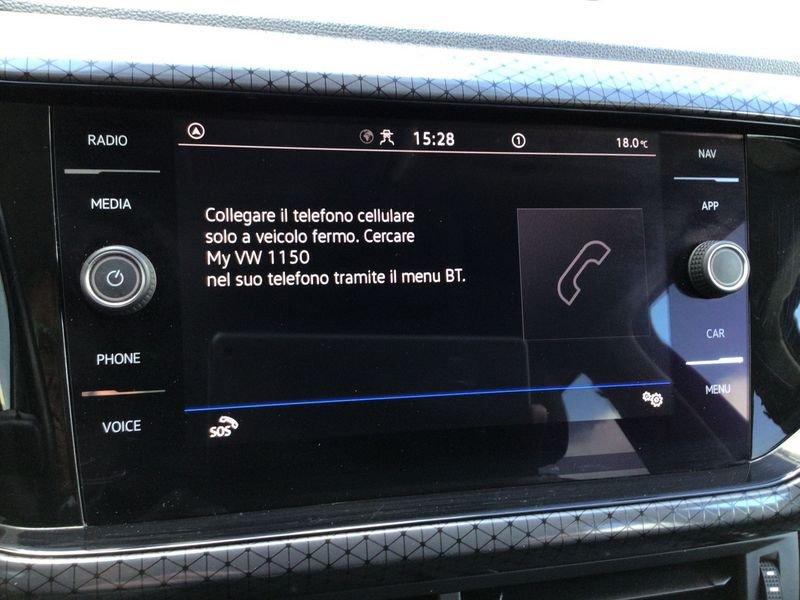 RADIO
MEDIA
PHONE
VOICE
15:28
1
18.0°C
Collegare il telefono cellulare
solo a veicolo fermo. Cercare
My VW 1150
nel suo telefono tramite il menu BT.
SOS
NAV
APP
CAR
MENU